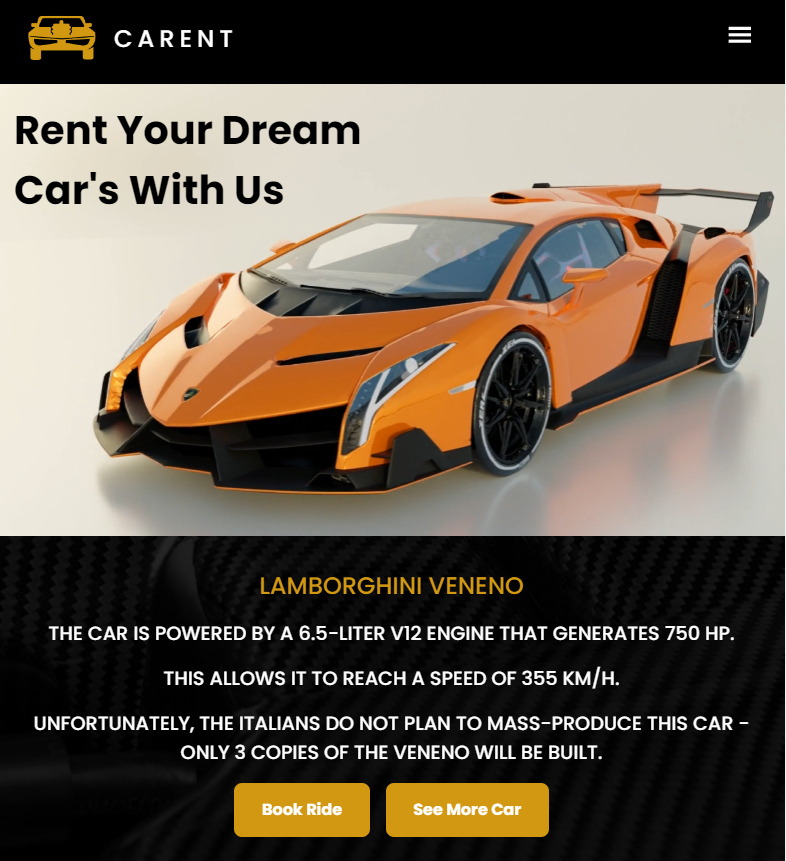 CARENT
Rent Your Dream
Car's With Us
LAMBORGHINI VENENO
THE CAR IS POWERED BY A 6.5-LITER V12 ENGINE THAT GENERATES 750 HP.
THIS ALLOWS IT TO REACH A SPEED OF 355 KM/H.
UNFORTUNATELY, THE ITALIANS DO NOT PLAN TO MASS-PRODUCE THIS CAR -
ONLY 3 COPIES OF THE VENENO WILL BE BUILT.
Book Ride
See More Car